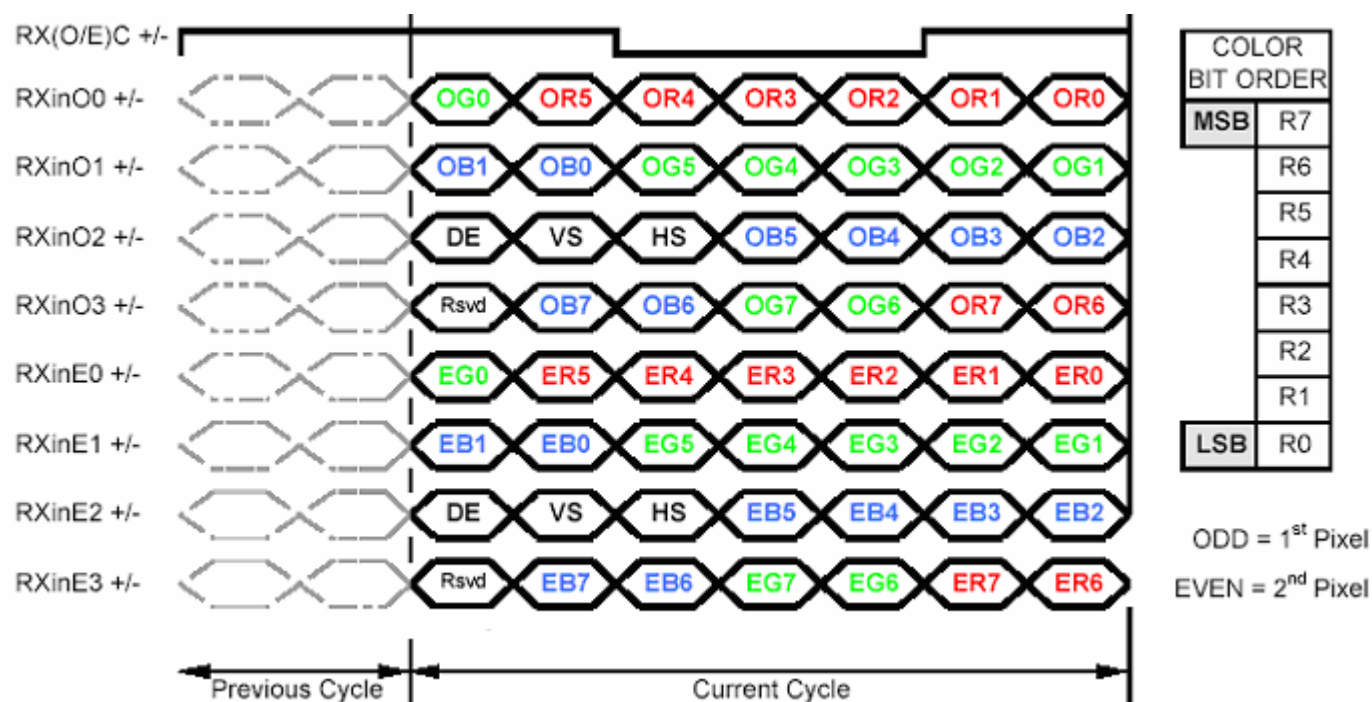 RX(O/E)C +/-
RXinO0 +/- OG0 OR5 OR4 OR3 OR2 OR1 OR0
RXinO1 +/- OB1 OB0 OG5 OG4 OG3 OG2 OG1
RXinO2 +/- DE VS HS OB5 OB4 OB3 OB2
RXinO3 +/- Rsvd OB7 OB6 OG7 OG6 OR7 OR6
RXinE0 +/- EG0 ER5 ER4 ER3 ER2 ER1 ER0
RXinE1 +/- EB1 EB0 EG5 EG4 EG3 EG2 EG1
RXinE2 +/- DE VS HS EB5 EB4 EB3 EB2
RXinE3 +/- Rsvd EB7 EB6 EG7 EG6 ER7 ER6
Previous Cycle Current Cycle
COLOR
BIT ORDER
MSB R7
R6
R5
R4
R3
R2
R1
LSB R0
ODD = 1st Pixel
EVEN = 2nd Pixel